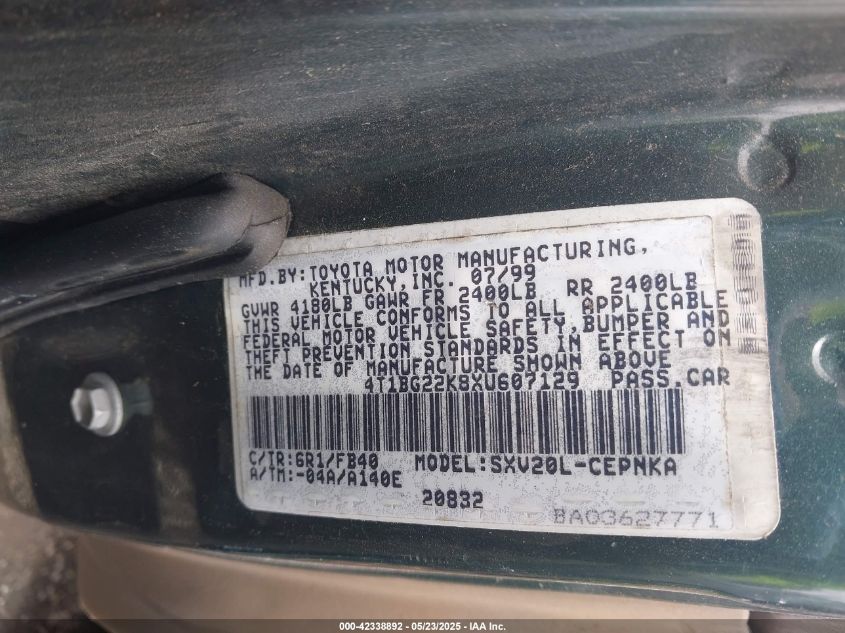 MFD.BY:TOYOTA MOTOR MANUFACTURING,
KENTUCKY,INC. 07/99
GVWR 4180LB GAWR FR 2400LB RR 2400LB
THIS VEHICLE CONFORMS TO ALL APPLICABLE
FEDERAL MOTOR VEHICLE SAFETY,BUMPER AND
THEFT PREVENTION STANDARDS IN EFFECT ON
THE DATE OF MANUFACTURE SHOWN ABOVE
4T1BG22K8XU607129 PASS.CAR
C/TR:6R1/FB40 MODEL:SXV20L-CEPNKA
A/TM:-04A/A140E
20832
BA03627771
000-42338892 - 05/23/2025 - IAA Inc.